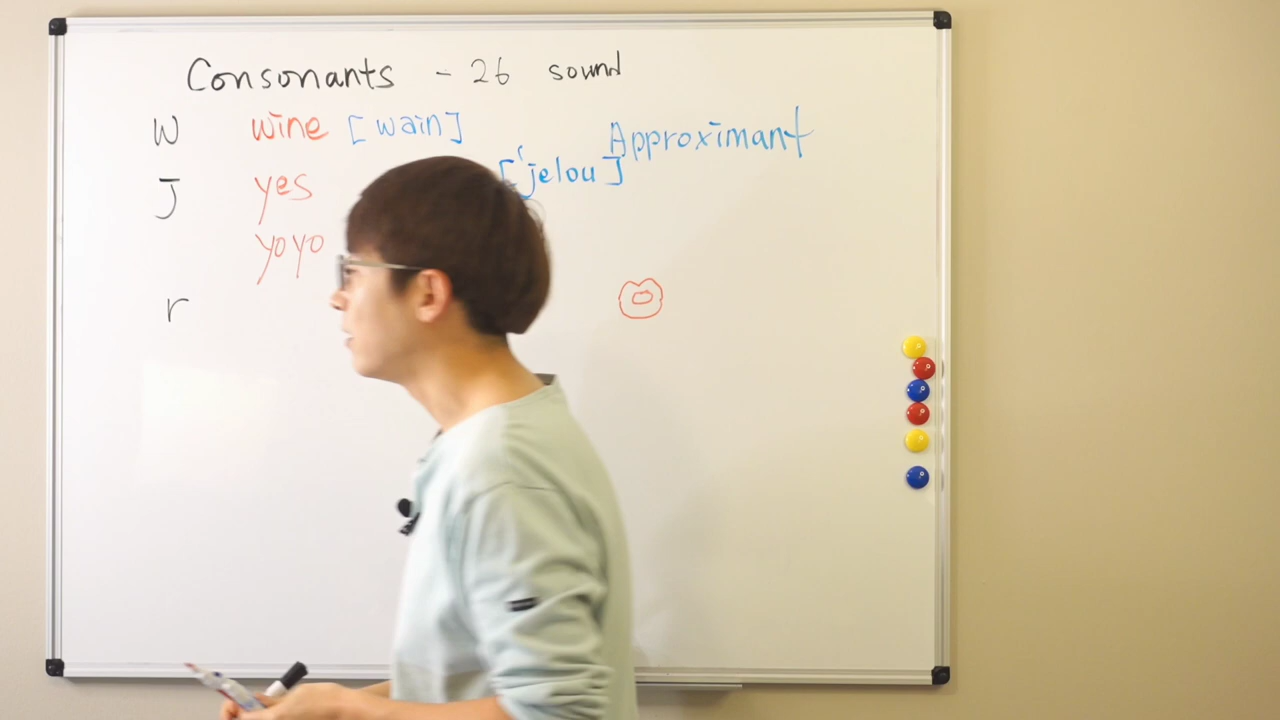 Consonants - 26 sound
w wine [wain] Approximant
J yes ['jelou]
yoyo
r